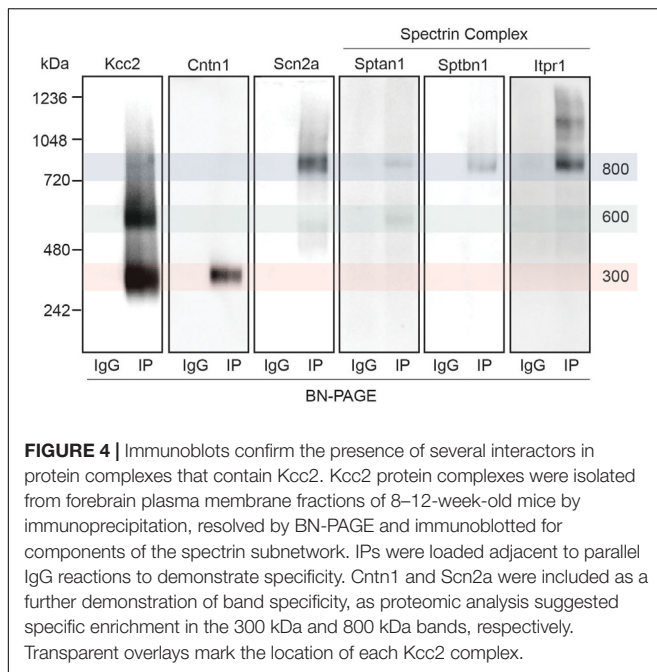 Spectrin Complex
kDa Kcc2 Cntn1 Scn2a Sptan1 Sptbn1 Itpr1
1236
1048
800
720
600
480
300
242
IgG IP IgG IP IgG IP IgG IP IgG IP IgG IP
BN-PAGE
FIGURE 4 | Immunoblots confirm the presence of several interactors in
protein complexes that contain Kcc2. Kcc2 protein complexes were isolated
from forebrain plasma membrane fractions of 8–12-week-old mice by
immunoprecipitation, resolved by BN-PAGE and immunoblotted for
components of the spectrin subnetwork. IPs were loaded adjacent to parallel
IgG reactions to demonstrate specificity. Cntn1 and Scn2a were included as a
further demonstration of band specificity, as proteomic analysis suggested
specific enrichment in the 300 kDa and 800 kDa bands, respectively.
Transparent overlays mark the location of each Kcc2 complex.